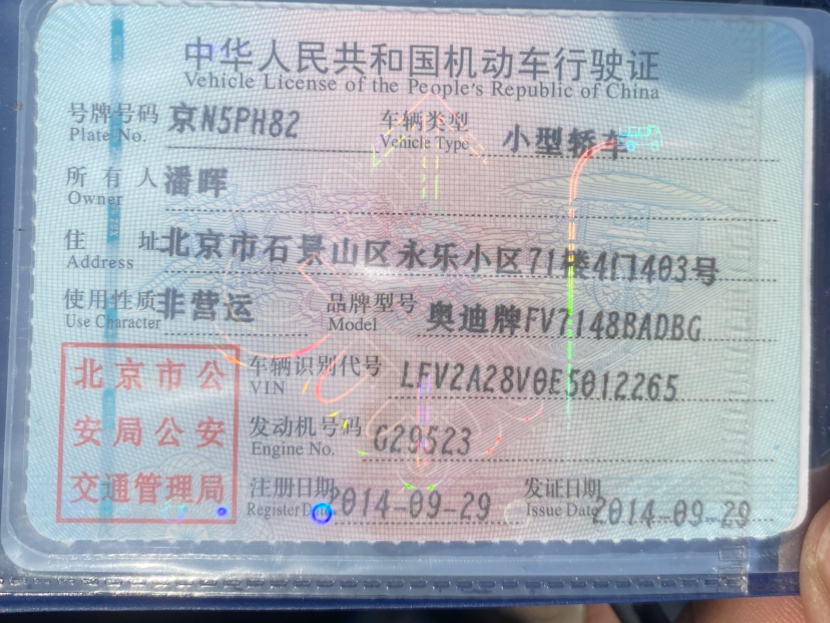 中华人民共和国机动车行驶证
Vehicle License of the People's Republic of China
号牌号码 京N5PH82 车辆类型 小型轿车
Plate No. Vehicle Type
所有人 潘晖
Owner
住址 北京市石景山区永乐小区71楼4门1403号
Address
使用性质 非营运 品牌型号 奥迪牌FV7148BADBG
Use Character Model
北京市公
安局公安
交通管理局
车辆识别代号 LFV2A28V0E5012265
VIN
发动机号码 G29523
Engine No.
注册日期 2014-09-29 发证日期 2014-09-29
Register Date Issue Date